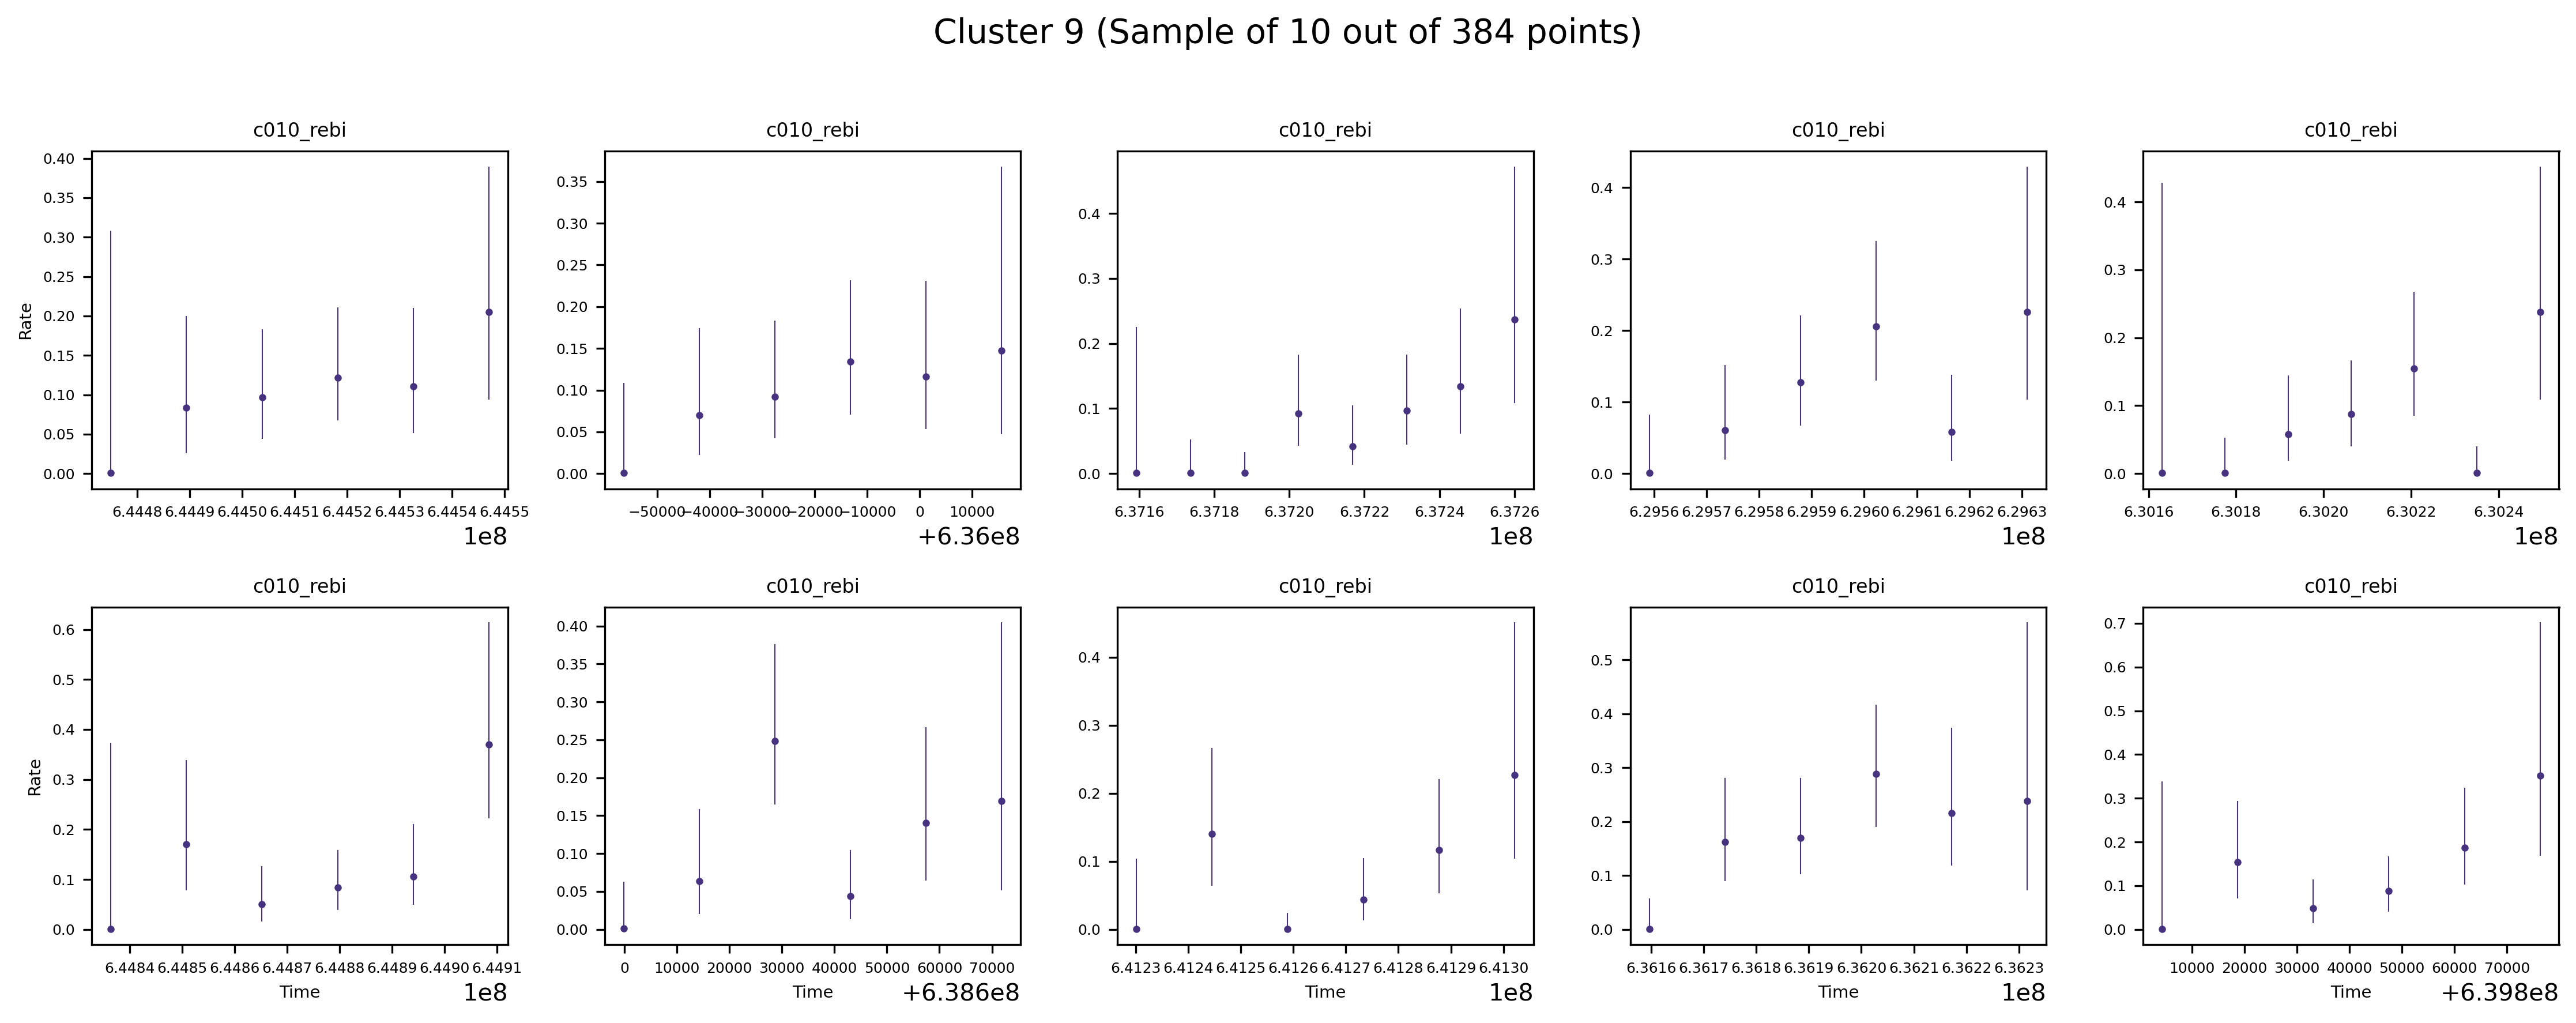 Cluster 9 (Sample of 10 out of 384 points)
c010_rebi c010_rebi c010_rebi c010_rebi c010_rebi
0.40 0.35 0.30 0.25 0.20 0.15 0.10 0.05 0.00
Rate
6.4448 6.4449 6.4450 6.4451 6.4452 6.4453 6.4454 6.4455
1e8
0.35 0.30 0.25 0.20 0.15 0.10 0.05 0.00
−50000 −40000 −30000 −20000 −10000 0 10000
+6.36e8
0.4 0.3 0.2 0.1 0.0
6.3716 6.3718 6.3720 6.3722 6.3724 6.3726
1e8
0.4 0.3 0.2 0.1 0.0
6.2956 6.2957 6.2958 6.2959 6.2960 6.2961 6.2962 6.2963
1e8
0.4 0.3 0.2 0.1 0.0
6.3016 6.3018 6.3020 6.3022 6.3024
1e8
c010_rebi c010_rebi c010_rebi c010_rebi c010_rebi
0.6 0.5 0.4 0.3 0.2 0.1 0.0
Rate
6.4484 6.4485 6.4486 6.4487 6.4488 6.4489 6.4490 6.4491
Time
1e8
0.40 0.35 0.30 0.25 0.20 0.15 0.10 0.05 0.00
0 10000 20000 30000 40000 50000 60000 70000
Time
+6.386e8
0.4 0.3 0.2 0.1 0.0
6.4123 6.4124 6.4125 6.4126 6.4127 6.4128 6.4129 6.4130
Time
1e8
0.5 0.4 0.3 0.2 0.1 0.0
6.3616 6.3617 6.3618 6.3619 6.3620 6.3621 6.3622 6.3623
Time
1e8
0.7 0.6 0.5 0.4 0.3 0.2 0.1 0.0
10000 20000 30000 40000 50000 60000 70000
Time
+6.398e8